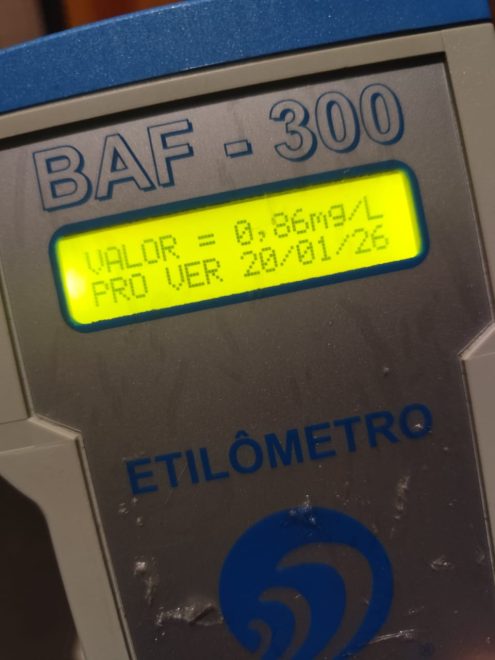 BAF - 300
VALOR = 0,86mg/L
PRO VER 20/01/26
ETILÔMETRO
®